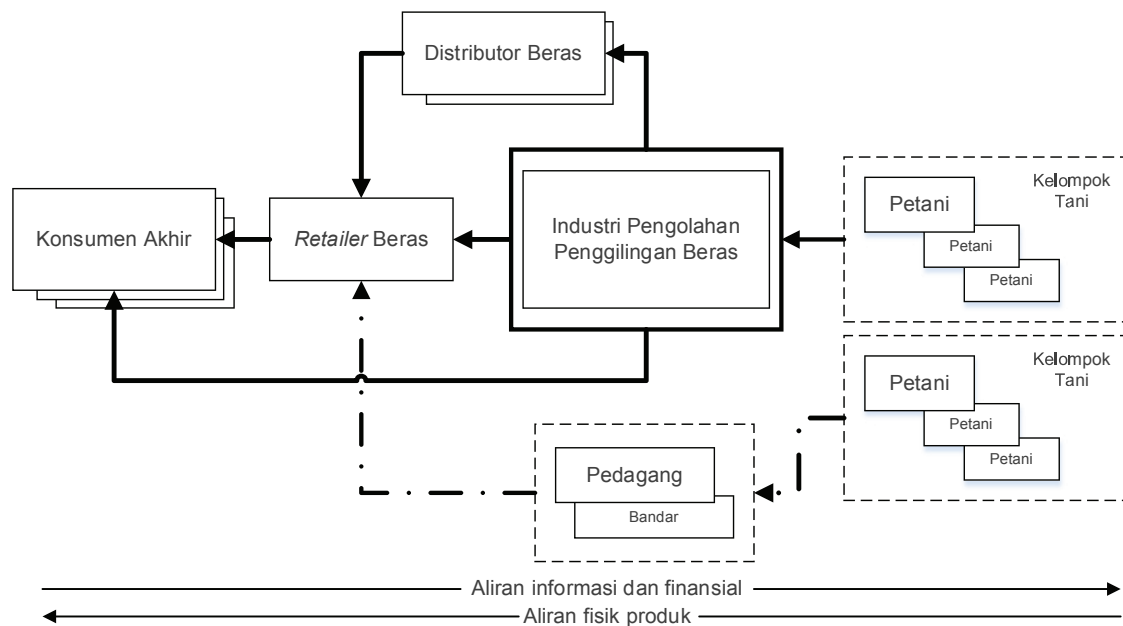 Distributor Beras
Konsumen Akhir
Retailer Beras
Industri Pengolahan
Penggilingan Beras
Kelompok
Tani
Petani
Petani
Petani
Kelompok
Tani
Petani
Petani
Petani
Pedagang
Bandar
Aliran informasi dan finansial
Aliran fisik produk